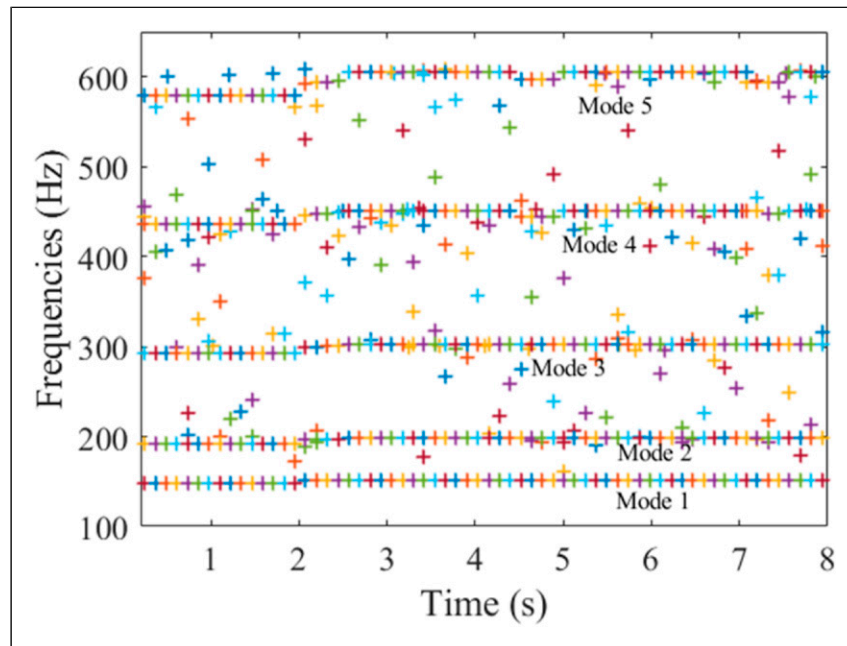 600
500
400
300
200
100
Frequencies (Hz)
Mode 5
Mode 4
Mode 3
Mode 2
Mode 1
1 2 3 4 5 6 7 8
Time (s)